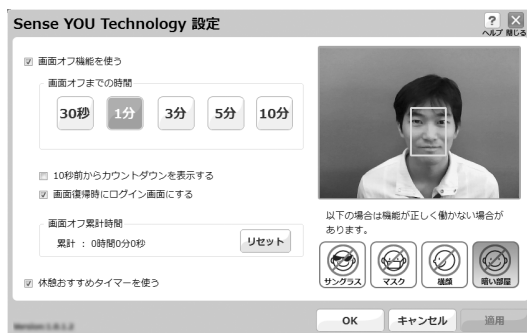 Sense YOU Technology 設定
ヘルプ 閉じる
画面オフ機能を使う
画面オフまでの時間
30秒 1分 3分 5分 10分
10秒前からカウントダウンを表示する
画面復帰時にログイン画面にする
画面オフ累計時間
累計 : 0時間0分0秒 リセット
休憩おすすめタイマーを使う
以下の場合は機能が正しく働かない場合が
あります。
サングラス マスク 横顔 暗い部屋
OK キャンセル 適用